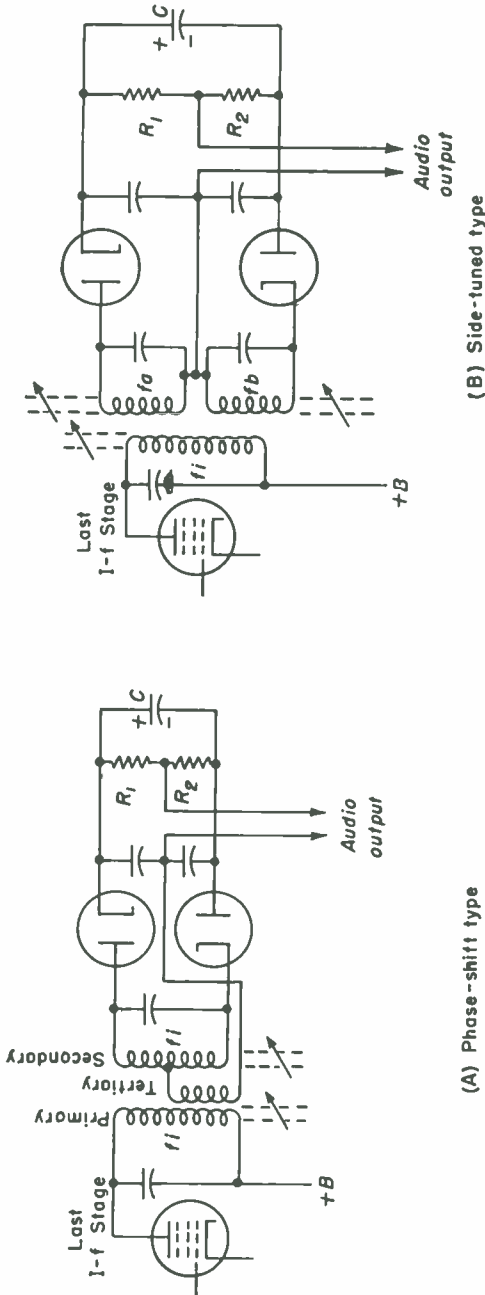 Last
I-f Stage
Primary
Tertiary
Secondary
fi
fi
+B
R₁
R₂
+
C
−
Audio
output
(A) Phase-shift type
Last
I-f Stage
fi
fa
fb
+B
R₁
R₂
+
C
−
Audio
output
(B) Side-tuned type